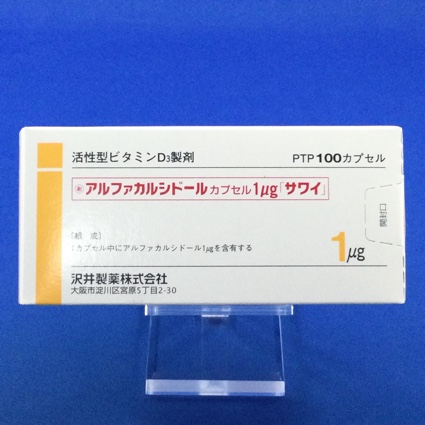 活性型ビタミンD₃製剤 PTP100カプセル
劇 アルファカルシドールカプセル1μg「サワイ」
開封口
〔組 成〕
1カプセル中にアルファカルシドール1μgを含有する
1μg
沢井製薬株式会社
大阪市淀川区宮原5丁目2-30